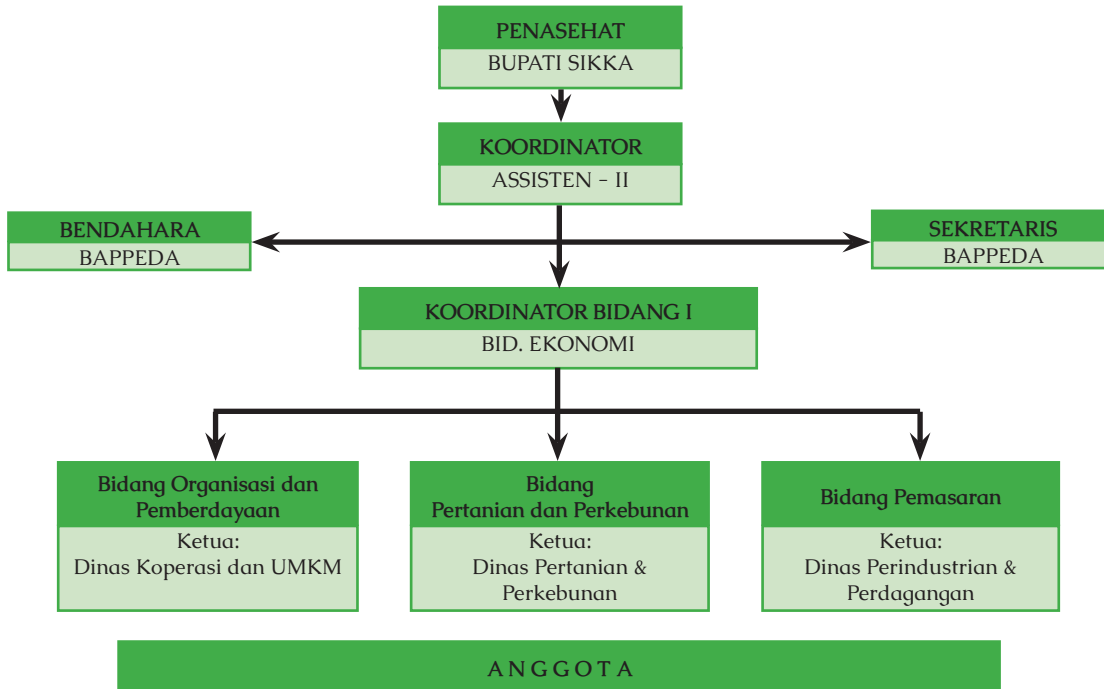 PENASEHAT
BUPATI SIKKA
KOORDINATOR
ASSISTEN - II
BENDAHARA
BAPPEDA
SEKRETARIS
BAPPEDA
KOORDINATOR BIDANG I
BID. EKONOMI
Bidang Organisasi dan
Pemberdayaan
Ketua:
Dinas Koperasi dan UMKM
Bidang
Pertanian dan Perkebunan
Ketua:
Dinas Pertanian &
Perkebunan
Bidang Pemasaran
Ketua:
Dinas Perindustrian &
Perdagangan
ANGGOTA